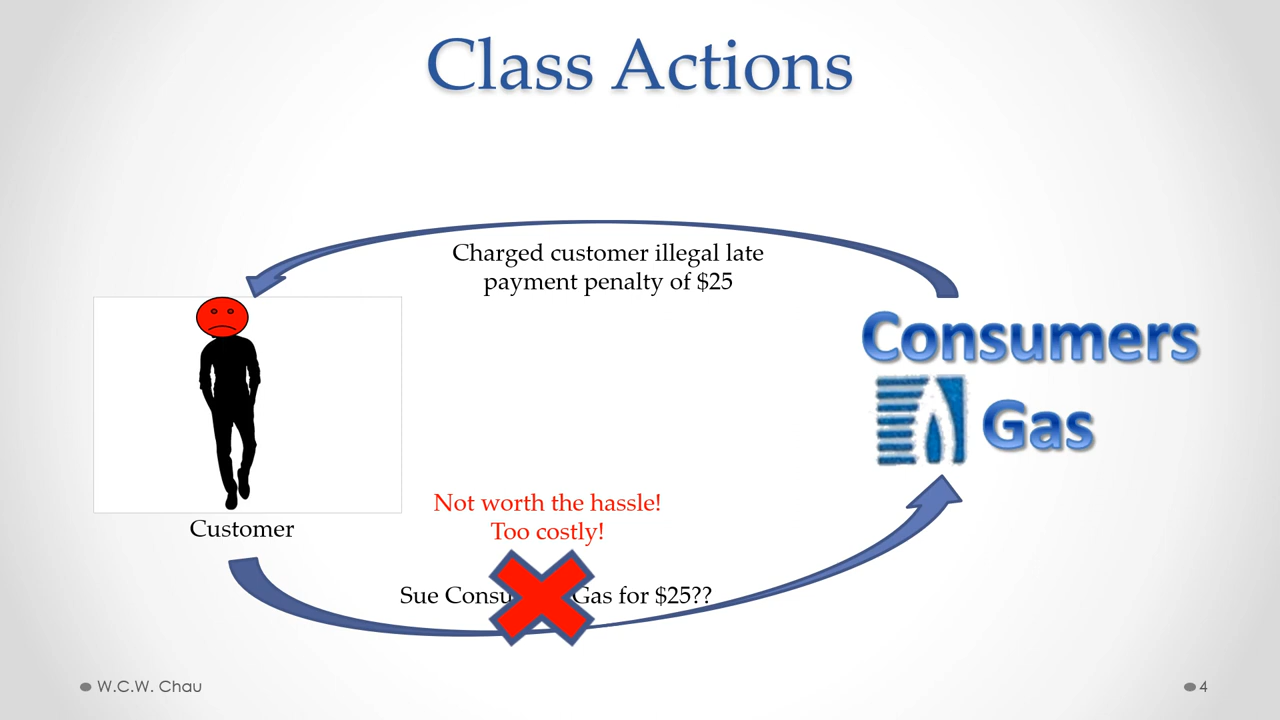 Class Actions
Charged customer illegal late
payment penalty of $25
Consumers
Gas
Not worth the hassle!
Too costly!
Customer
Sue Consu Gas for $25??
W.C.W. Chau
4